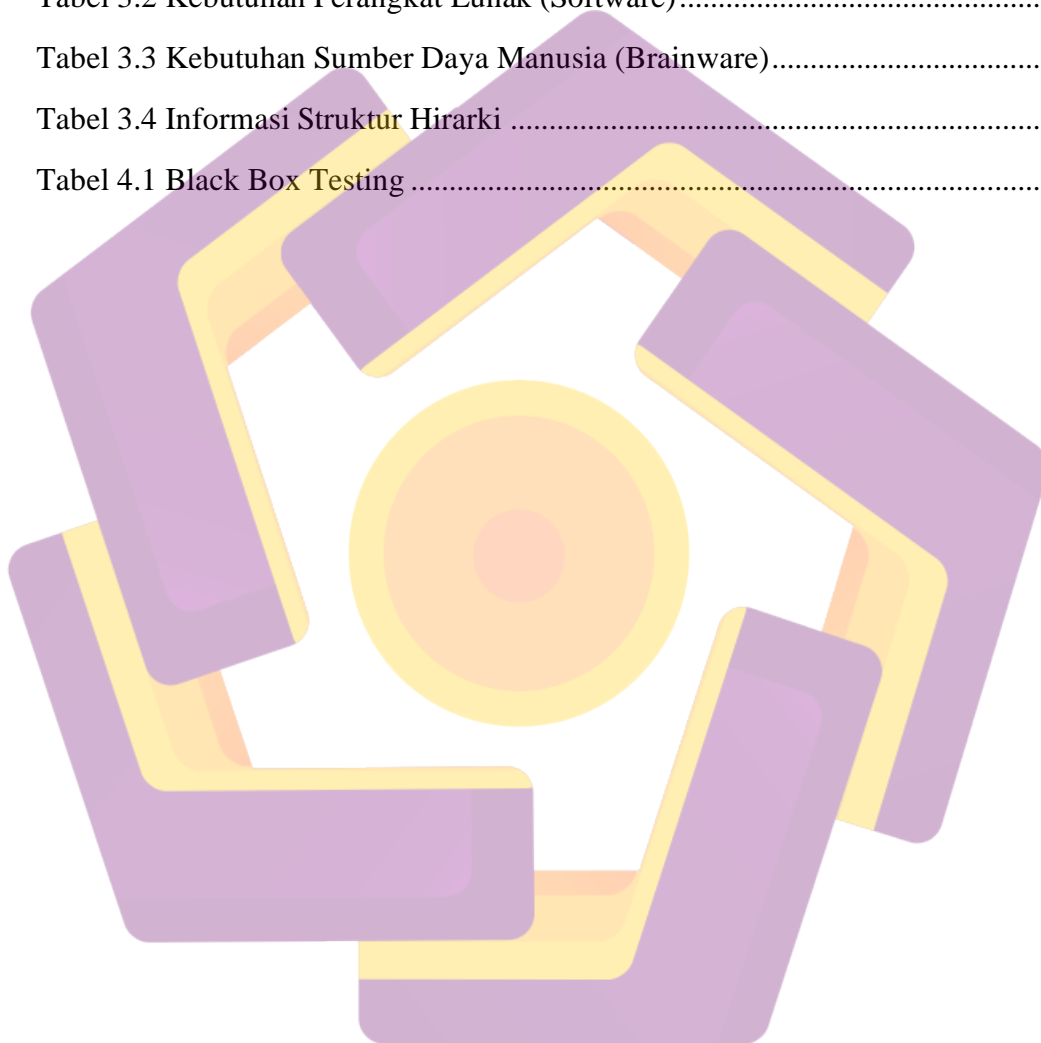 Tabel 3.2 Kebutuhan Perangkat Lunak (Software)...................................................
Tabel 3.3 Kebutuhan Sumber Daya Manusia (Brainware).......................................
Tabel 3.4 Informasi Struktur Hirarki .......................................................................
Tabel 4.1 Black Box Testing ....................................................................................